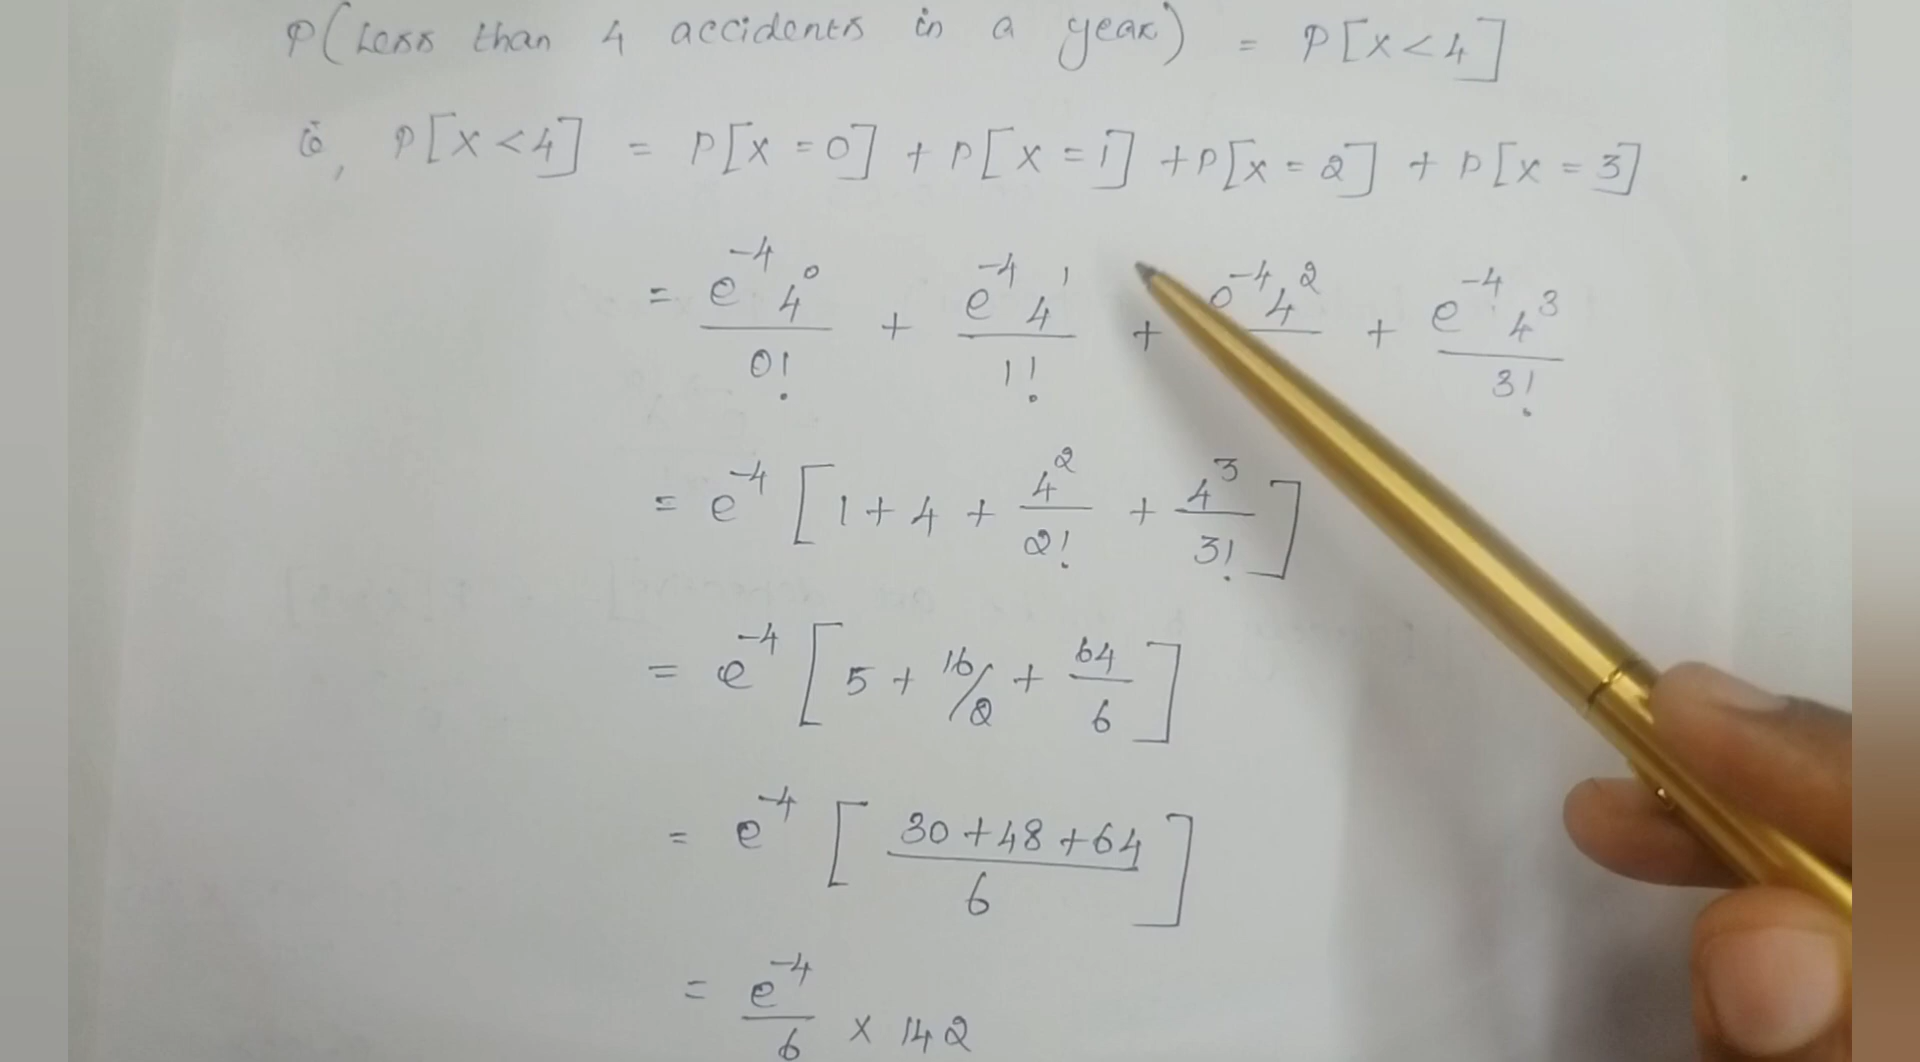 P(Less than 4 accidents in a year) = P[X<4]
ie, P[X<4] = P[X=0] + P[X=1] + P[X=2] + P[X=3] .
= e^-4 4^0 / 0! + e^-4 4^1 / 1! + e^-4 4^2 + e^-4 4^3 / 3!
= e^-4 [1 + 4 + 4^2 / 2! + 4^3 / 3!]
= e^-4 [5 + 16/2 + 64/6]
= e^-4 [30 + 48 + 64 / 6]
= e^-4 / 6 × 142